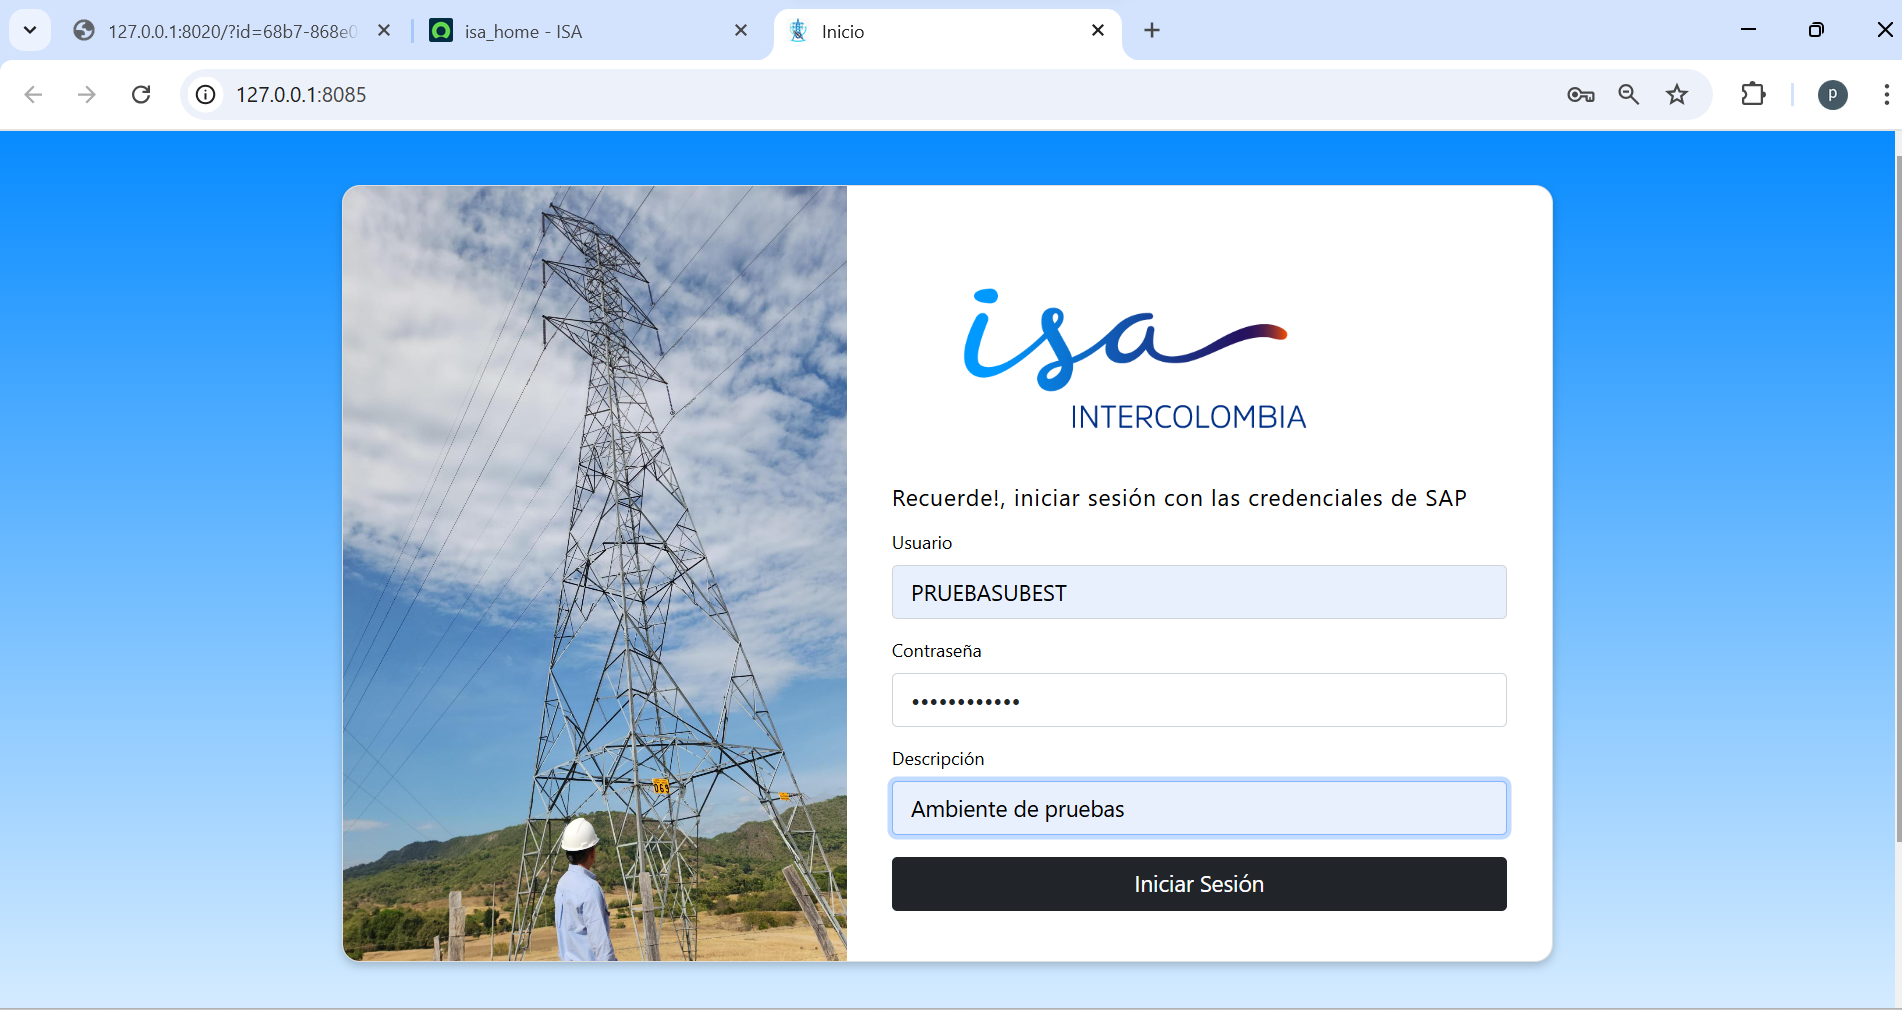 127.0.0.1:8020/?id=68b7-868e0
isa_home - ISA
Inicio
127.0.0.1:8085
p
isa
INTERCOLOMBIA
Recuerde!, iniciar sesión con las credenciales de SAP
Usuario
PRUEBASUBEST
Contraseña
••••••••••••
Descripción
Ambiente de pruebas
Iniciar Sesión
069